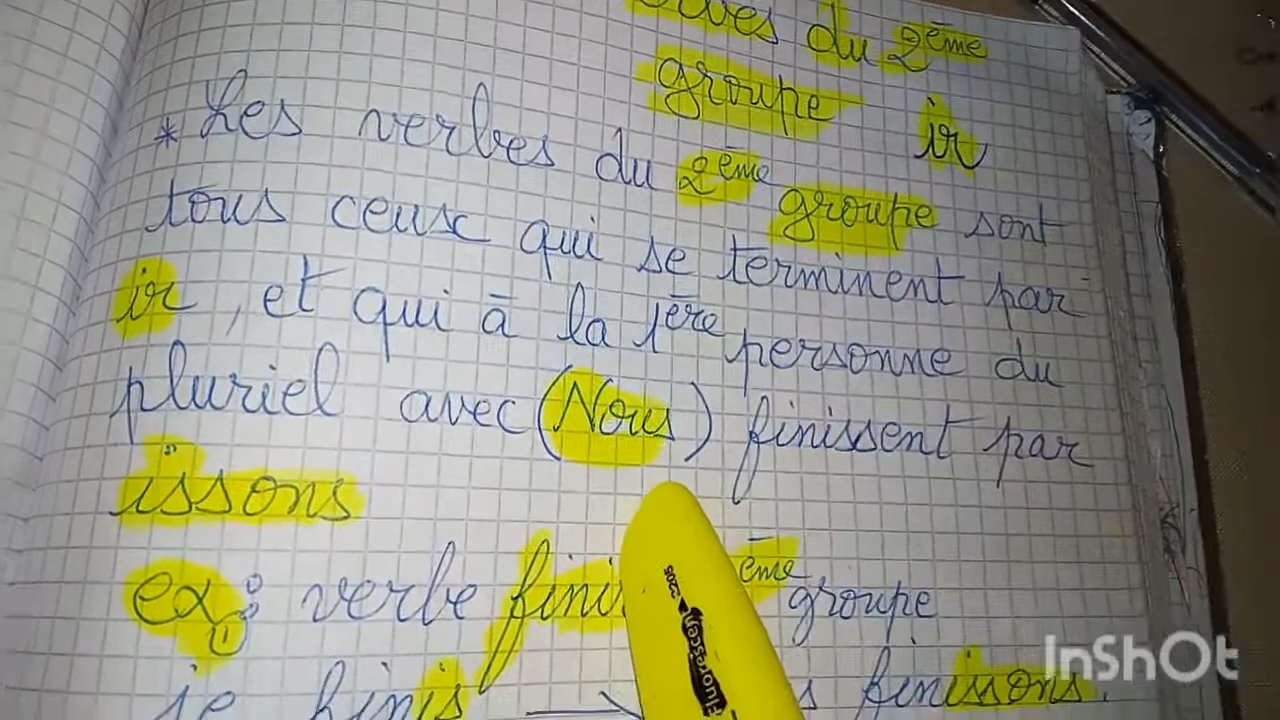 du 2ème
groupe ir
* Les verbes du 2ème groupe sont
tous ceux qui se terminent par
ir, et qui à la 1ère personne du
pluriel avec (Nous) finissent par
issons
ex: verbe ème groupe
je finis finissons.
Fluorescen 205
InShOt